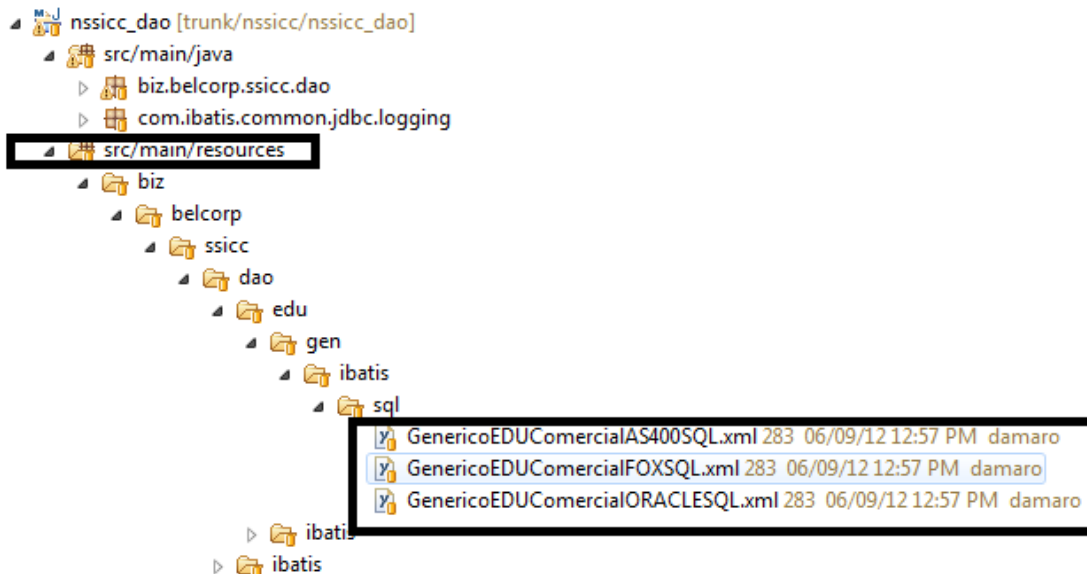 nssicc_dao [trunk/nssicc/nssicc_dao]
src/main/java
biz.belcorp.ssicc.dao
com.ibatis.common.jdbc.logging
src/main/resources
biz
belcorp
ssicc
dao
edu
gen
ibatis
sql
GenericoEDUComercialAS400SQL.xml 283 06/09/12 12:57 PM damaro
GenericoEDUComercialFOXSQL.xml 283 06/09/12 12:57 PM damaro
GenericoEDUComercialORACLESQL.xml 283 06/09/12 12:57 PM damaro
ibatis
ibatis